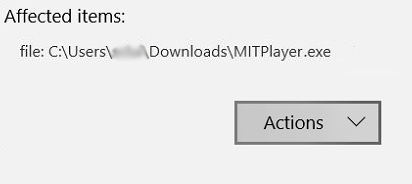 Affected items:
file: C:\Users\ \Downloads\MITPlayer.exe
Actions